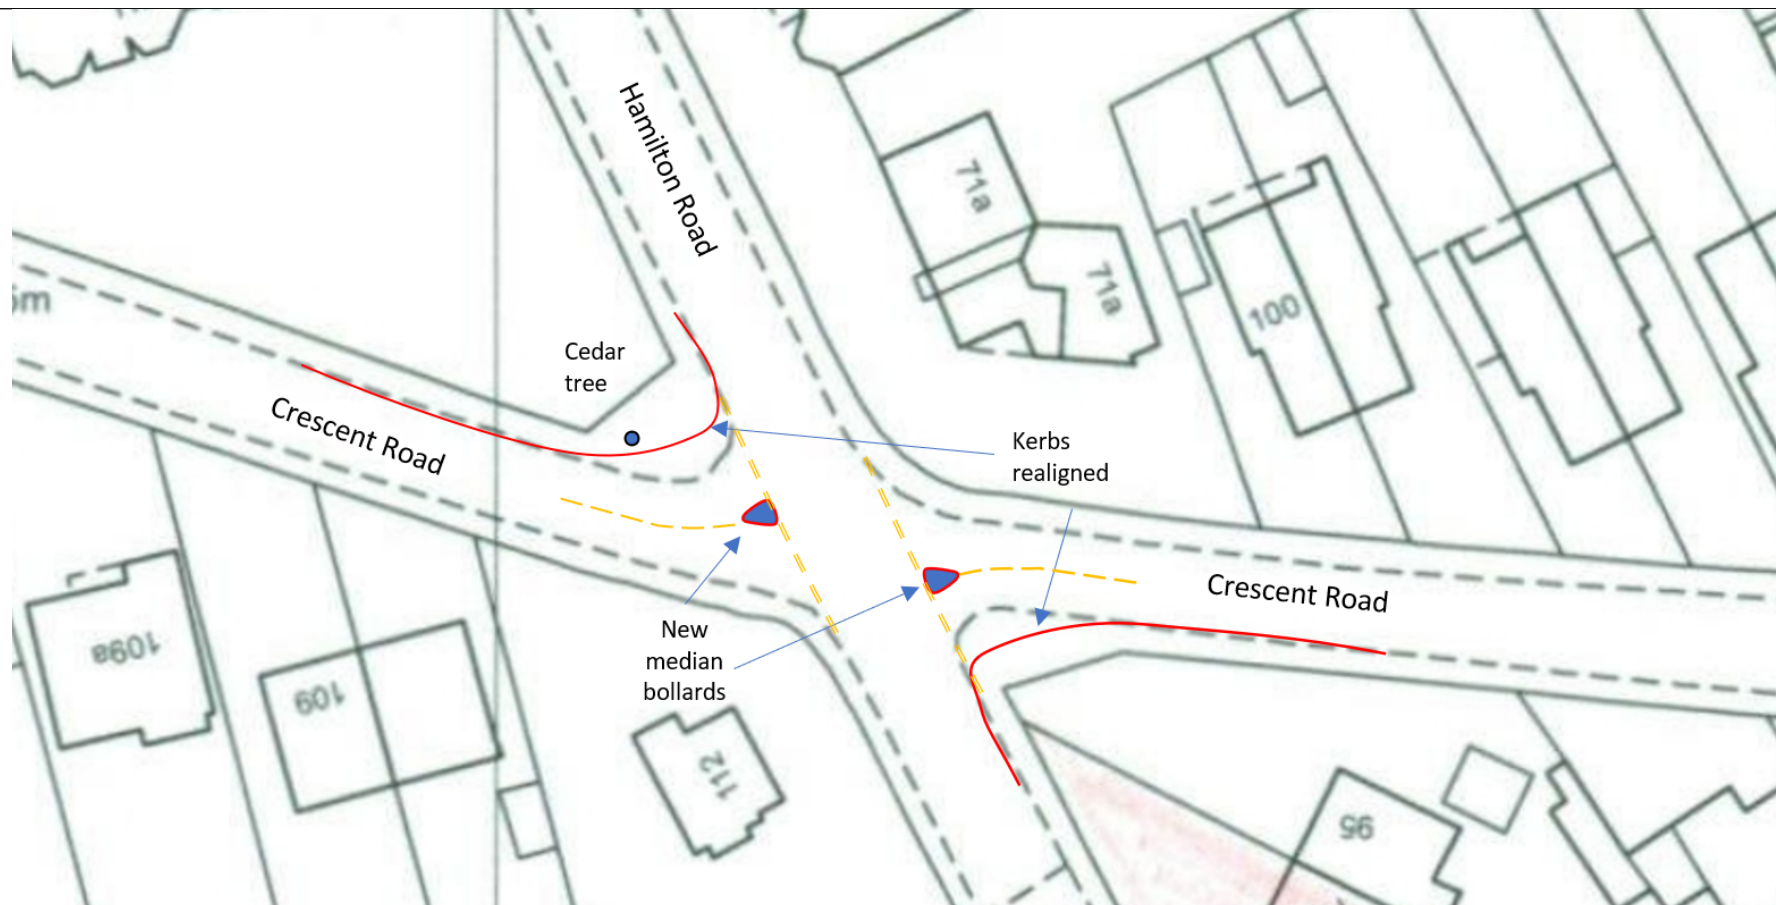 Hamilton Road
71a
71a
100
5m
Cedar
tree
Crescent Road
Kerbs
realigned
Crescent Road
New
median
bollards
109a
109
112
95